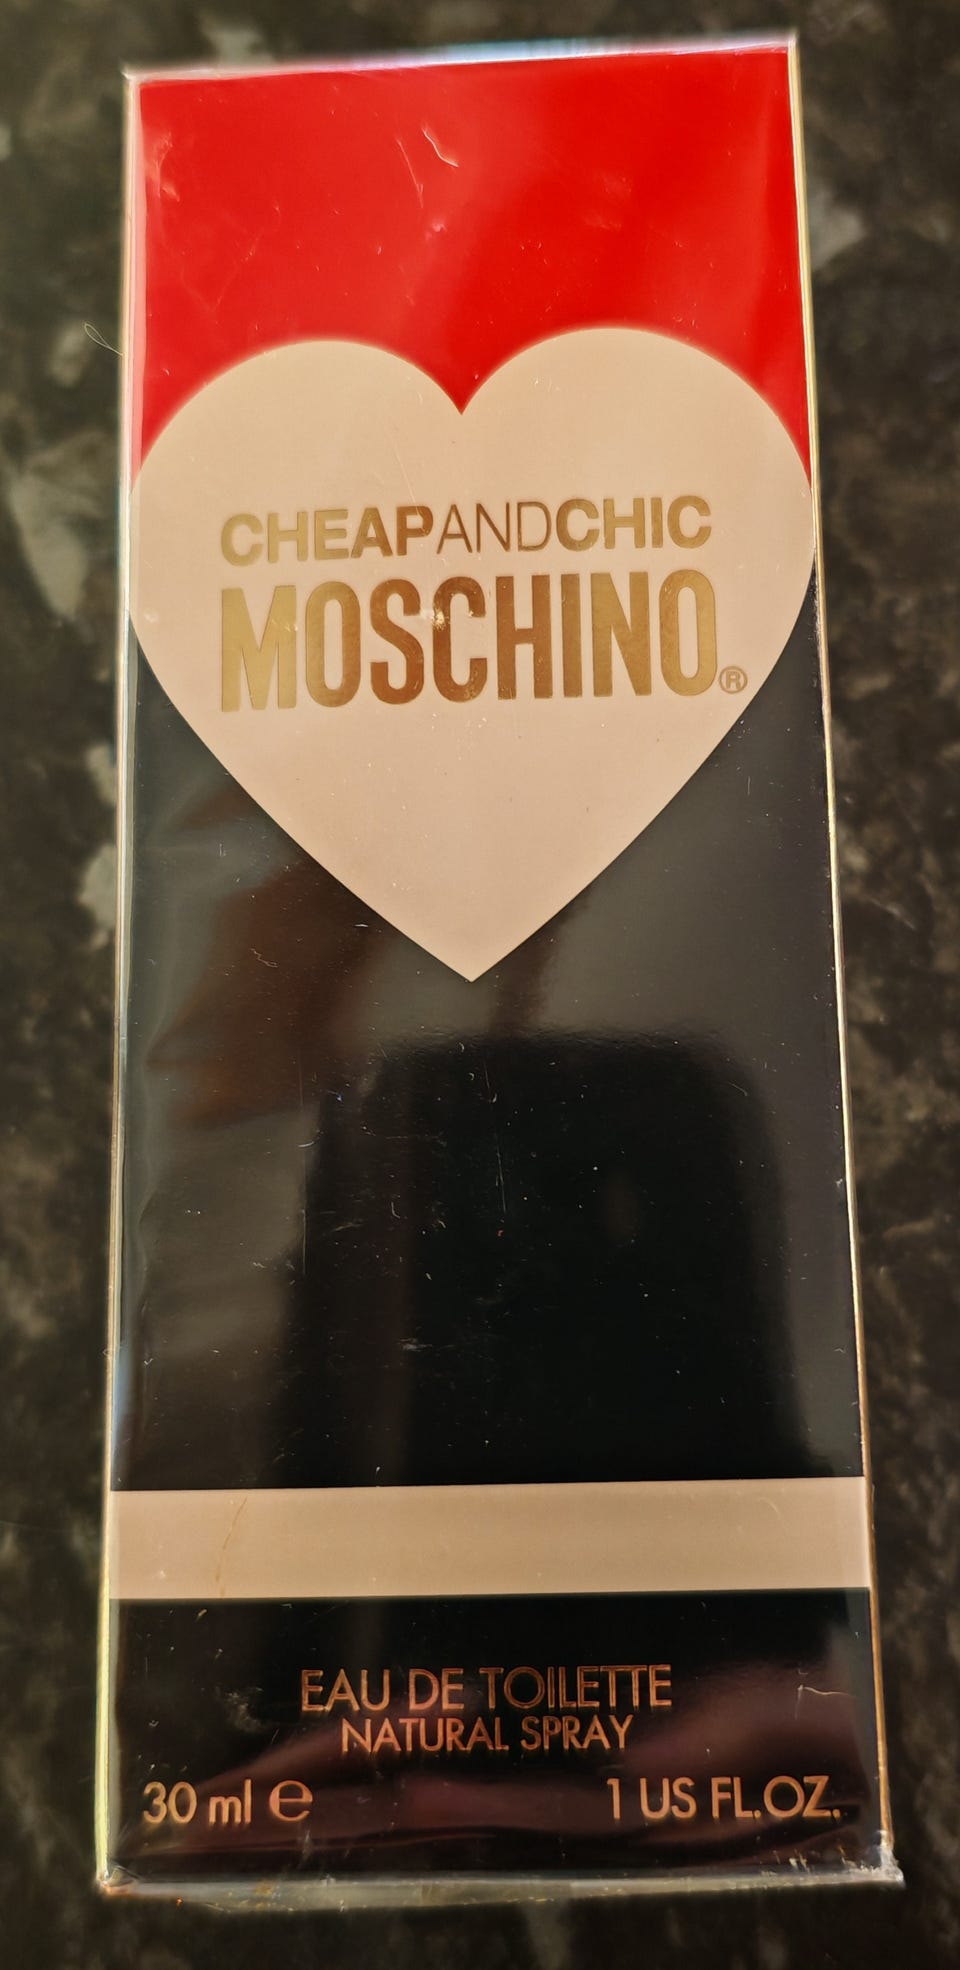 CHEAPANDCHIC
MOSCHINO®
EAU DE TOILETTE
NATURAL SPRAY
30 ml ℮
1 US FL.OZ.